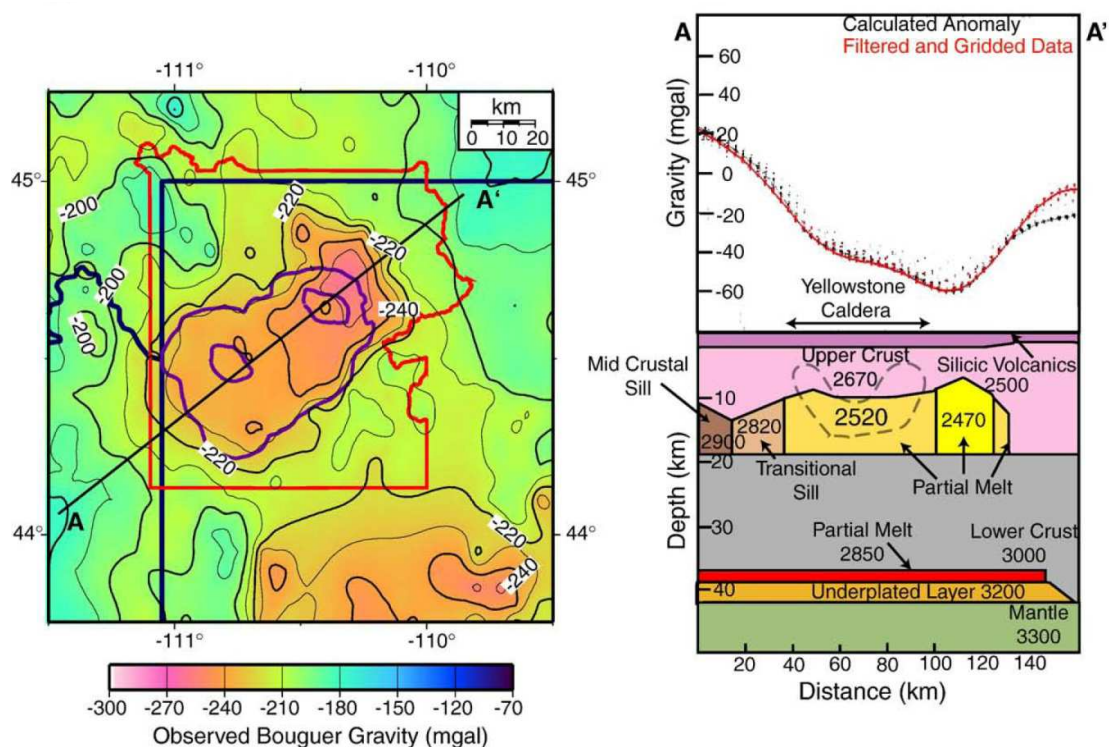 -111°
-110°
km
0 10 20
45°
45°
A'
-200
-220
-220
-200
-200
-240
-220
A
44°
44°
-220
-240
-111°
-110°
-300 -270 -240 -210 -180 -150 -120 -70
Observed Bouguer Gravity (mgal)
A
A'
Calculated Anomaly
Filtered and Gridded Data
Gravity (mgal)
60
40
20
0
-20
-40
-60
Yellowstone
Caldera
Mid Crustal
Sill
Upper Crust
2670
Silicic Volcanics
2500
10
2900
2820
2520
2470
20
Transitional
Sill
Partial Melt
Depth (km)
30
Partial Melt
2850
Lower Crust
3000
40
Underplated Layer 3200
Mantle
3300
20 40 60 80 100 120 140
Distance (km)